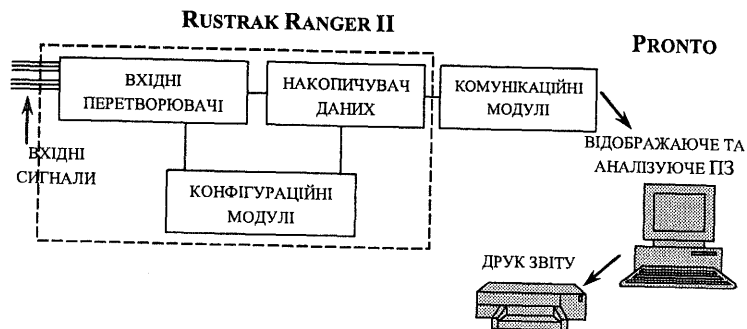 RUSTRAK RANGER II
PRONTO
ВХІДНІ
ПЕРЕТВОРЮВАЧІ
НАКОПИЧУВАЧ
ДАНИХ
КОМУНІКАЦІЙНІ
МОДУЛІ
ВХІДНІ
СИГНАЛИ
КОНФІГУРАЦІЙНІ
МОДУЛІ
ВІДОБРАЖАЮЧЕ ТА
АНАЛІЗУЮЧЕ ПЗ
ДРУК ЗВІТУ